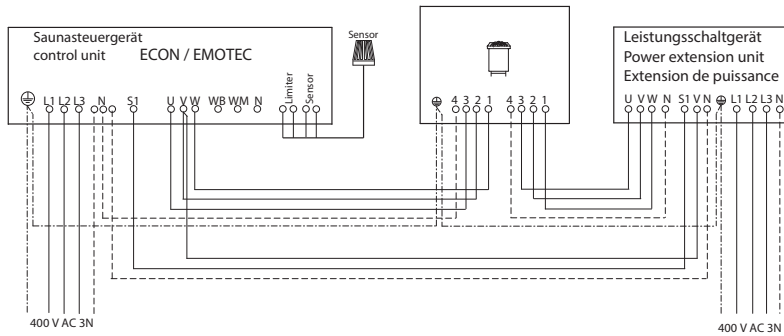 Saunasteuergerät
control unit ECON / EMOTEC
L1 L2 L3 N S1 U V W WB WM N
Limiter
Sensor
Sensor
4 3 2 1 4 3 2 1
Leistungsschaltgerät
Power extension unit
Extension de puissance
U V W N S1 V N L1 L2 L3 N
400 V AC 3N
400 V AC 3N